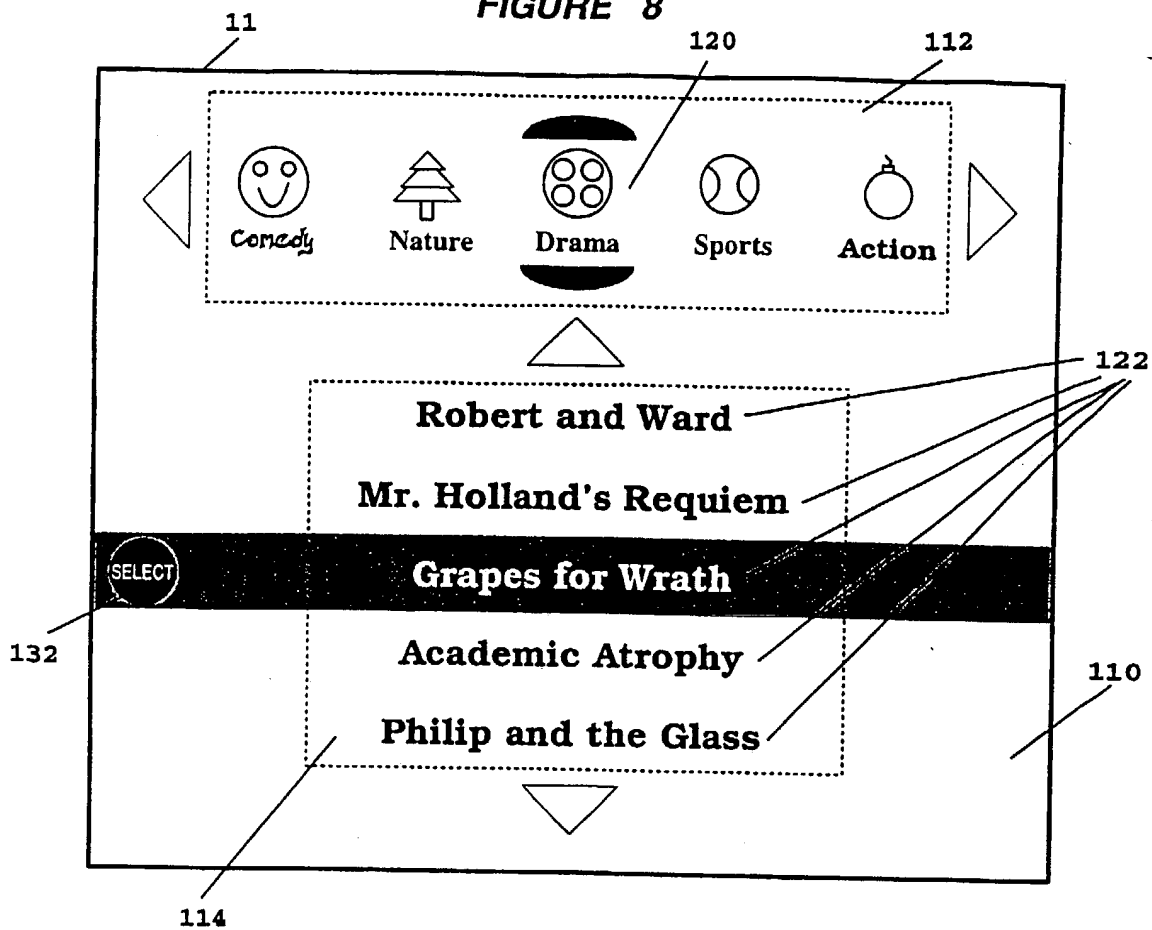 FIGURE 8
11
120
112
Comedy Nature Drama Sports Action
122
Robert and Ward
Mr. Holland's Requiem
SELECT Grapes for Wrath
132
Academic Atrophy
110
Philip and the Glass
114